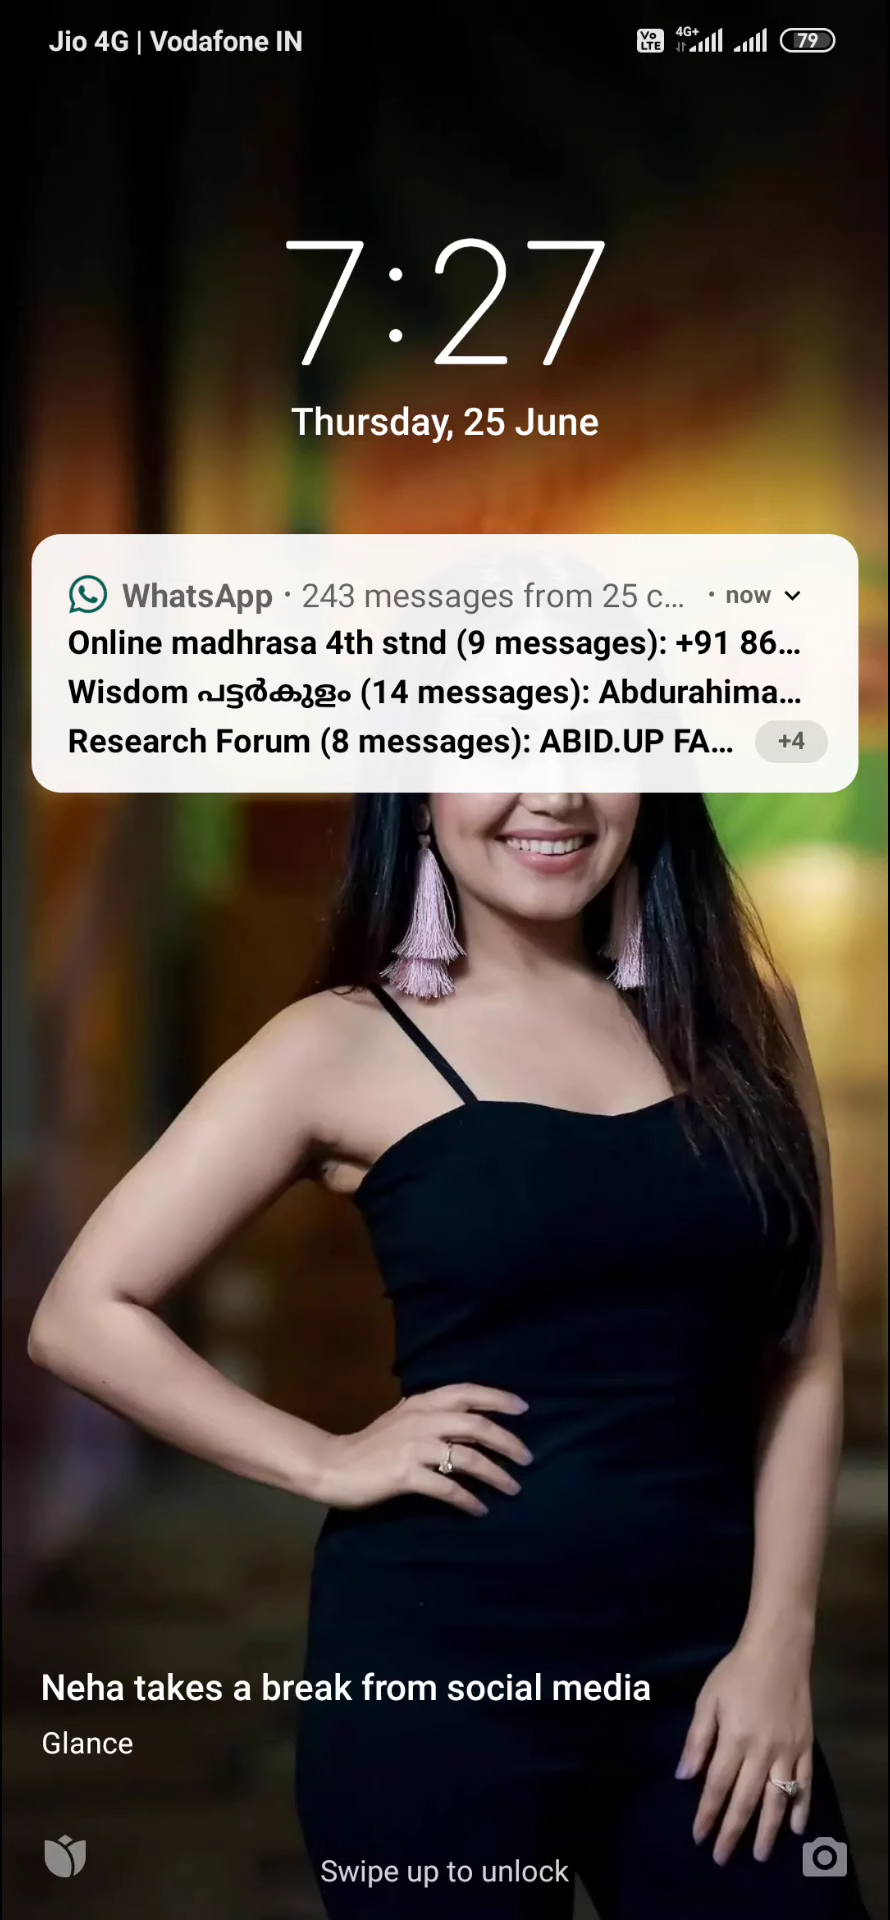 Jio 4G | Vodafone IN
Vo LTE 4G+ 79
7:27
Thursday, 25 June
WhatsApp · 243 messages from 25 c... · now
Online madhrasa 4th stnd (9 messages): +91 86...
Wisdom പട്ടർകുളം (14 messages): Abdurahima...
Research Forum (8 messages): ABID.UP FA...
+4
Neha takes a break from social media
Glance
Swipe up to unlock